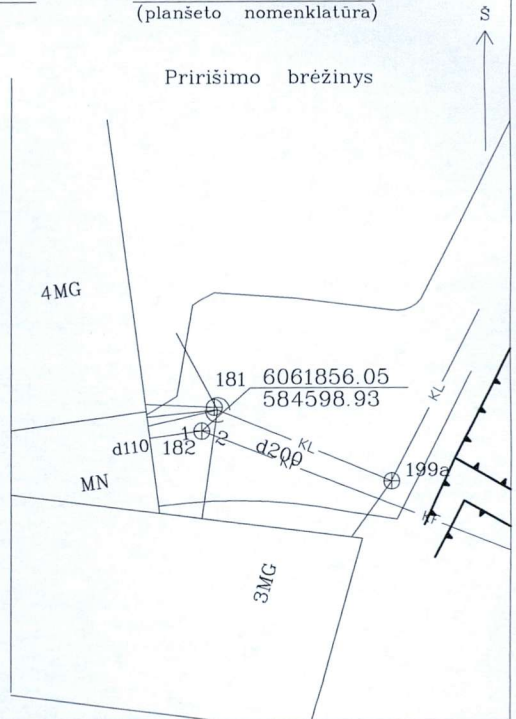 (planšeto nomenklatūra)
Š
Pririšimo brėžinys
4MG
181 6061856.05
584598.93
KL
KL
d110 182 1 2 d200
199a
MN
3MG